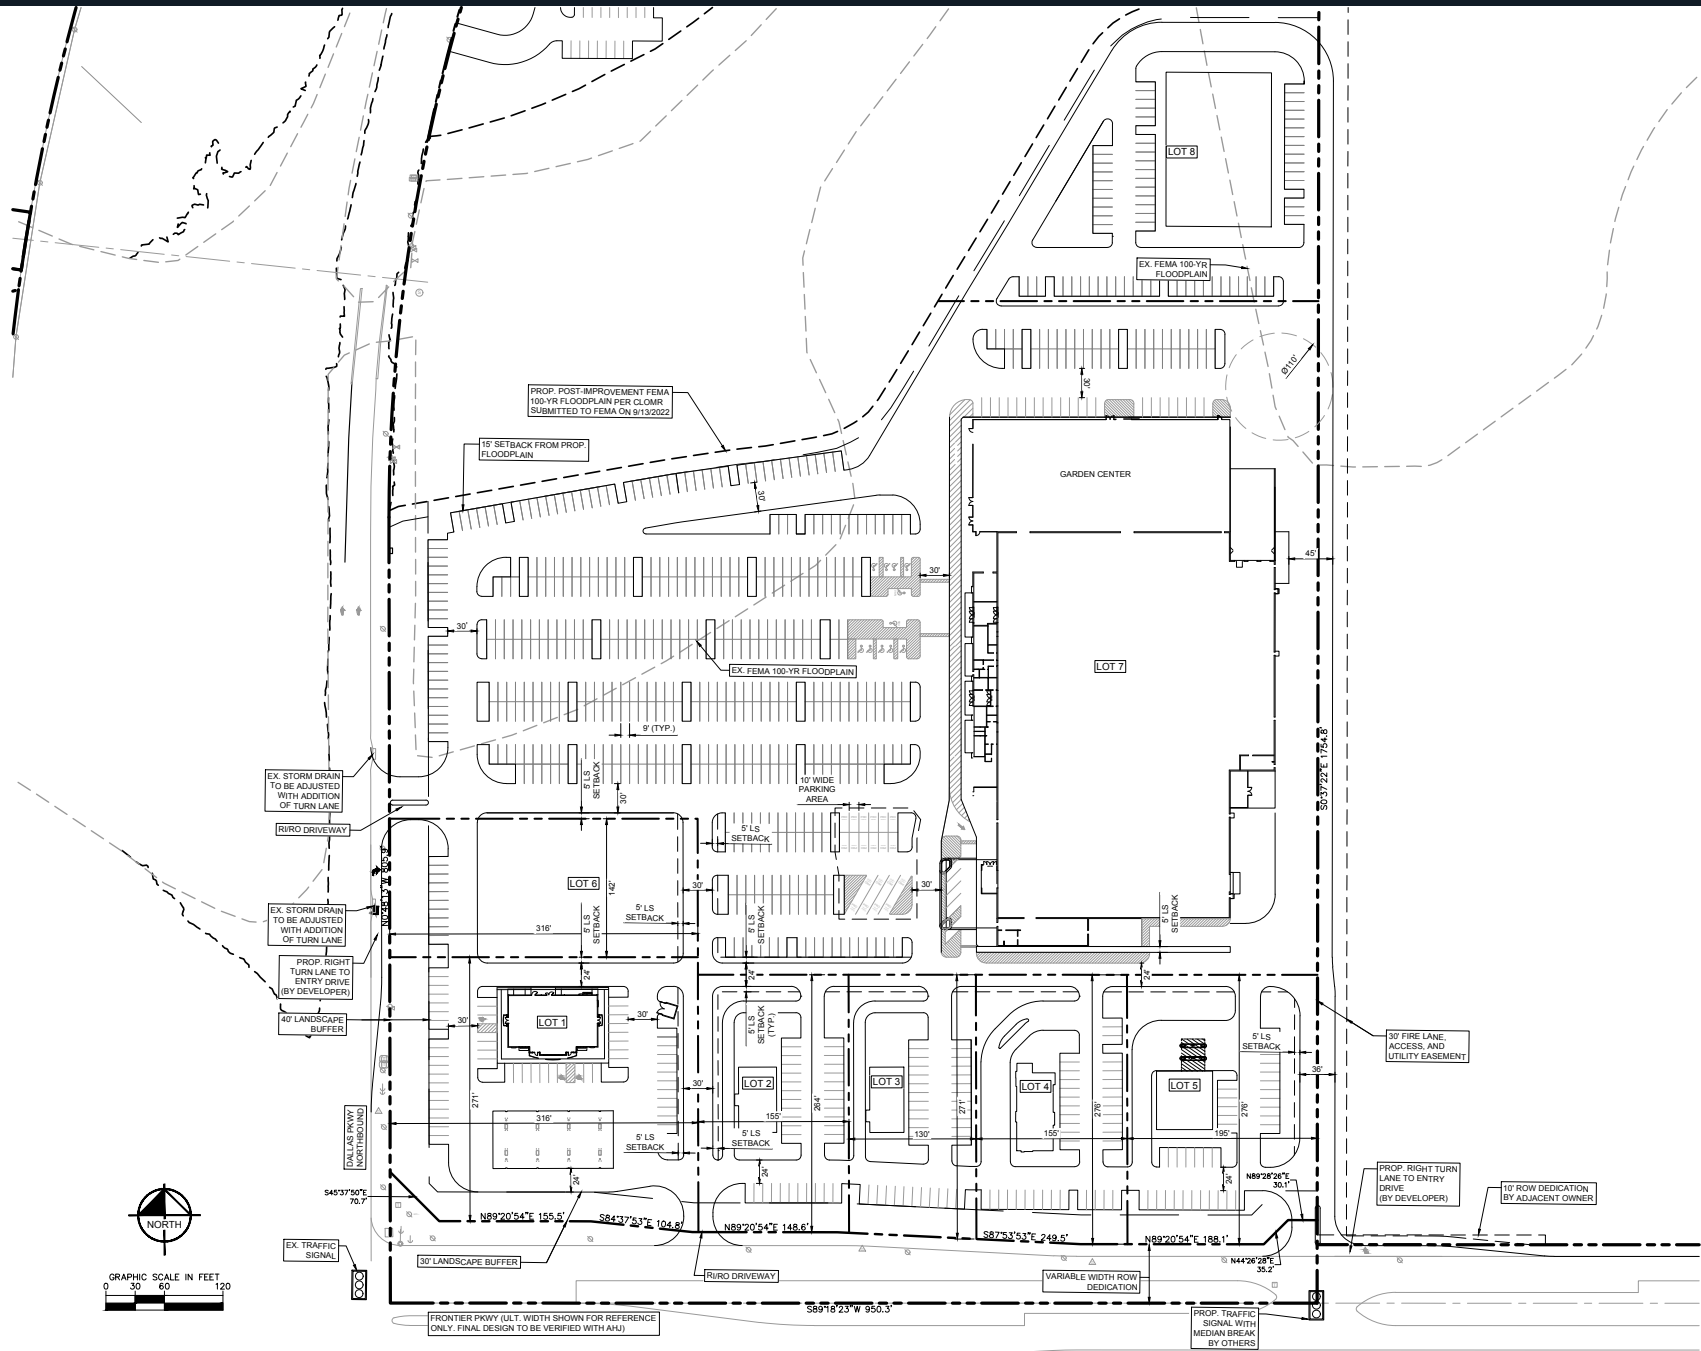 LOT 8
EX. FEMA 100-YR
FLOODPLAIN
Ø110'
30'
PROP. POST-IMPROVEMENT FEMA
100-YR FLOODPLAIN PER CLOMR
SUBMITTED TO FEMA ON 9/13/2022
15' SETBACK FROM PROP.
FLOODPLAIN
30'
GARDEN CENTER
45'
30'
30'
EX. FEMA 100-YR FLOODPLAIN
LOT 7
9' (TYP.)
S0°37'22"E 1754.8'
EX. STORM DRAIN
TO BE ADJUSTED
WITH ADDITION
OF TURN LANE
5' LS
SETBACK
30'
10' WIDE
PARKING
AREA
RI/RO DRIVEWAY
5' LS
SETBACK
N0°48'13"W 805.9'
LOT 6
142'
30'
30'
EX. STORM DRAIN
TO BE ADJUSTED
WITH ADDITION
OF TURN LANE
316'
5' LS
SETBACK
5' LS
SETBACK
5' LS
SETBACK
5' LS
SETBACK
PROP. RIGHT
TURN LANE TO
ENTRY DRIVE
(BY DEVELOPER)
24'
24'
24'
40' LANDSCAPE
BUFFER
30'
LOT 1
30'
5' LS
SETBACK
(TYP.)
5' LS
SETBACK
30' FIRE LANE,
ACCESS, AND
UTILITY EASEMENT
36'
30'
LOT 2
LOT 3
LOT 4
LOT 5
271'
264'
271'
276'
276'
316'
155'
130'
155'
195'
DALLAS PKWY
NORTHBOUND
5' LS
SETBACK
5' LS
SETBACK
24'
24'
24'
S45°37'50"E
70.7'
N89°28'26"E
30.1'
PROP. RIGHT TURN
LANE TO ENTRY
DRIVE
(BY DEVELOPER)
10' ROW DEDICATION
BY ADJACENT OWNER
NORTH
N89°20'54"E 155.5'
S84°37'53"E 104.8'
N89°20'54"E 148.6'
S87°53'53"E 249.5'
N89°20'54"E 188.1'
N44°26'28"E
35.2'
EX. TRAFFIC
SIGNAL
30' LANDSCAPE BUFFER
RI/RO DRIVEWAY
VARIABLE WIDTH ROW
DEDICATION
GRAPHIC SCALE IN FEET
0 30 60 120
S89°18'23"W 950.3'
FRONTIER PKWY (ULT. WIDTH SHOWN FOR REFERENCE
ONLY. FINAL DESIGN TO BE VERIFIED WITH AHJ)
PROP. TRAFFIC
SIGNAL WITH
MEDIAN BREAK
BY OTHERS